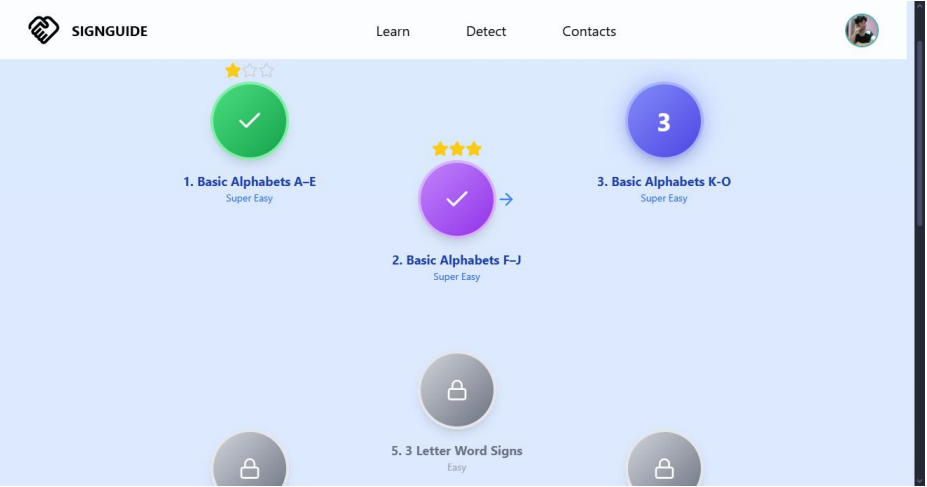 SIGNGUIDE
Learn Detect Contacts
1. Basic Alphabets A–E
Super Easy
3
3. Basic Alphabets K-O
Super Easy
2. Basic Alphabets F–J
Super Easy
5. 3 Letter Word Signs
Easy